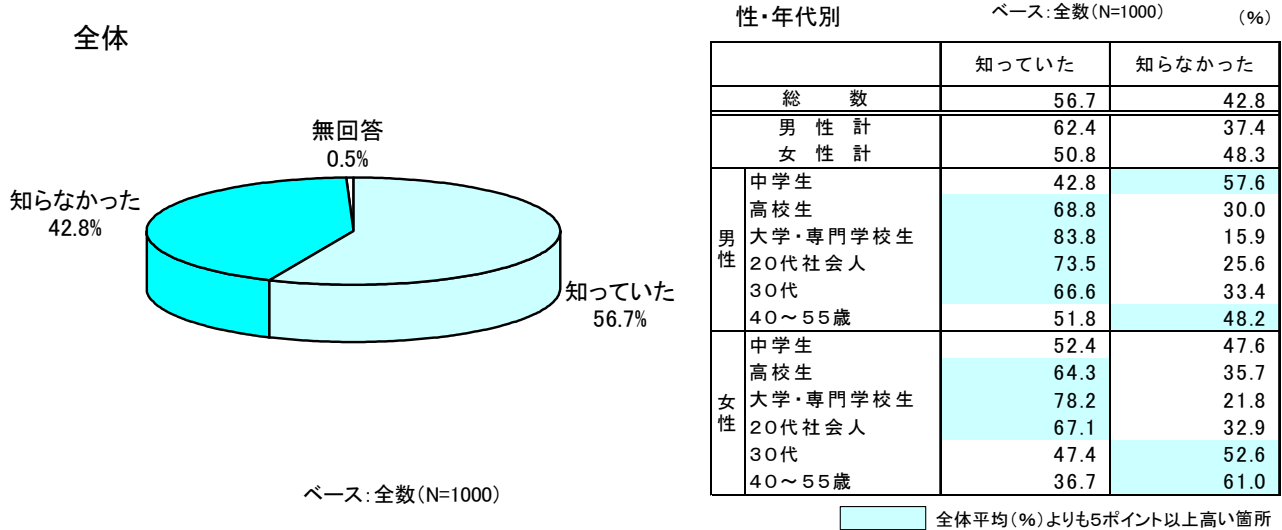 全体
無回答
0.5%
知らなかった
42.8%
知っていた
56.7%
ベース：全数(N=1000)
性・年代別 ベース：全数(N=1000) (%)
知っていた 知らなかった
総 数 56.7 42.8
男 性 計 62.4 37.4
女 性 計 50.8 48.3
男性
中学生 42.8 57.6
高校生 68.8 30.0
大学・専門学校生 83.8 15.9
20代社会人 73.5 25.6
30代 66.6 33.4
40～55歳 51.8 48.2
女性
中学生 52.4 47.6
高校生 64.3 35.7
大学・専門学校生 78.2 21.8
20代社会人 67.1 32.9
30代 47.4 52.6
40～55歳 36.7 61.0
全体平均(%)よりも5ポイント以上高い箇所